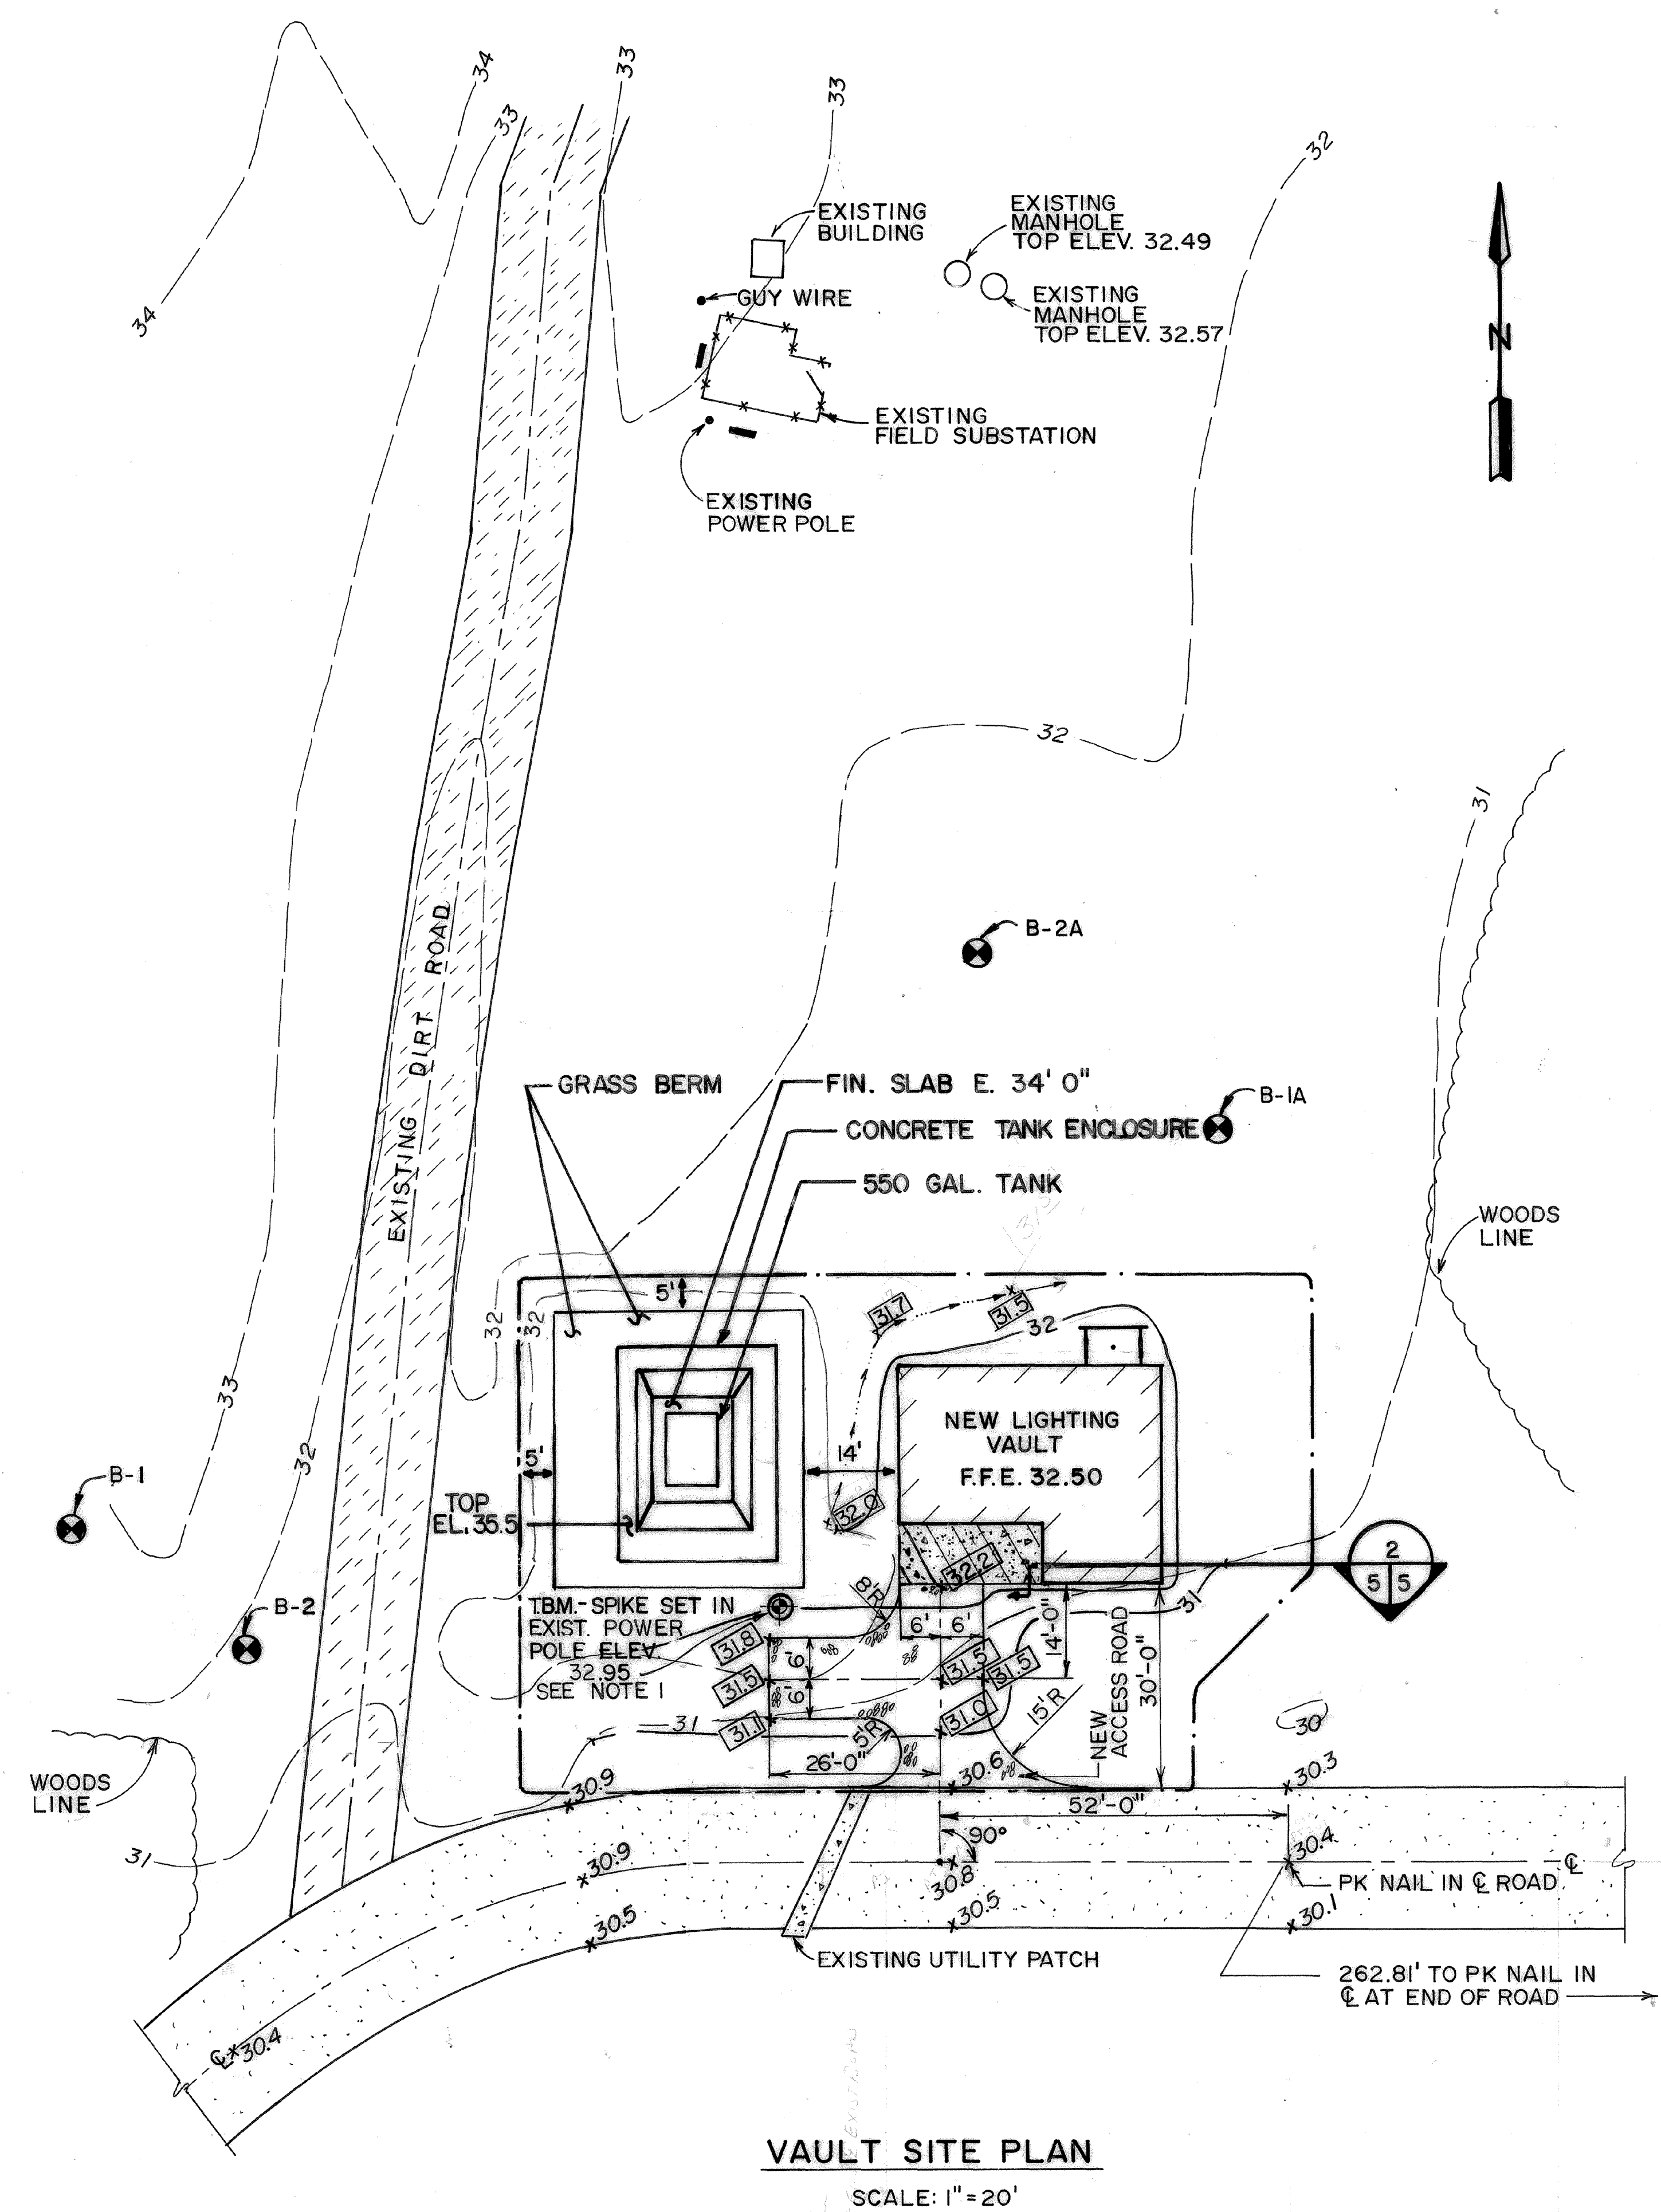 34
33
33
33
32
EXISTING
BUILDING
EXISTING
MANHOLE
TOP ELEV. 32.49
GUY WIRE
EXISTING
MANHOLE
TOP ELEV. 32.57
34
N
EXISTING
FIELD SUBSTATION
EXISTING
POWER POLE
32
31
EXISTING DIRT ROAD
B-2A
GRASS BERM
FIN. SLAB E. 34' 0"
B-1A
CONCRETE TANK ENCLOSURE
550 GAL. TANK
WOODS
LINE
5'
31.7
31.5
32
32
32
33
NEW LIGHTING
VAULT
F.F.E. 32.50
5'
14'
32
B-1
TOP
EL. 35.5
32.0
2
5 5
32.2
B-2
T.B.M.-SPIKE SET IN
EXIST. POWER
POLE ELEV.
32.95
SEE NOTE 1
8'R
6' 6'
14'-0"
31
31.8
6'
31.5
6'
31.1
31.5
31.5
31.0
15'R
NEW
ACCESS ROAD
30'-0"
31
5'R
26'-0"
30
WOODS
LINE
30.9
30.6
30.3
52'-0"
31
90°
30.9
30.8
30.4
℄
PK NAIL IN ℄ ROAD
30.5
30.5
30.1
EXISTING UTILITY PATCH
262.81' TO PK NAIL IN
℄ AT END OF ROAD
℄ 30.4
VAULT SITE PLAN
SCALE: 1"=20'